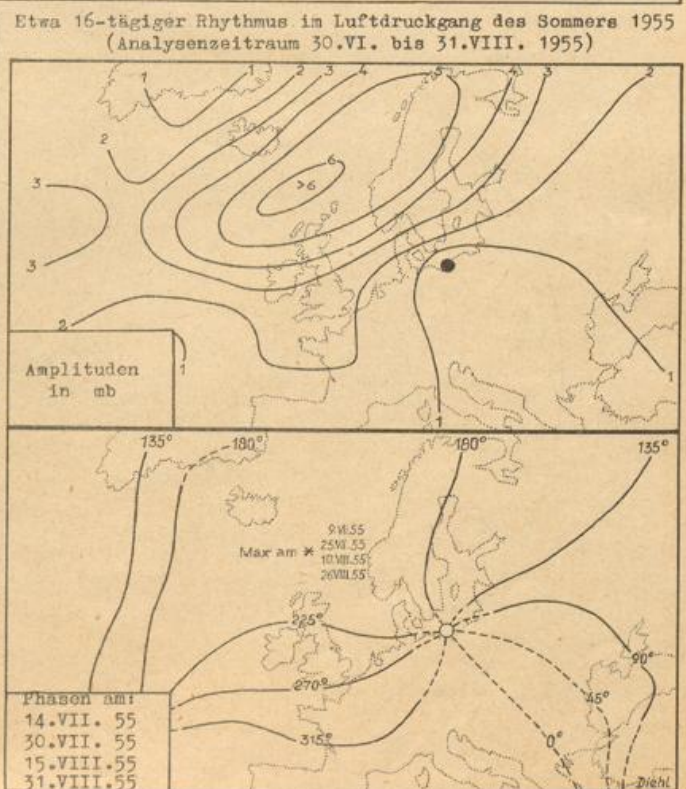 Etwa 16-tägiger Rhythmus im Luftdruckgang des Sommers 1955
(Analysenzeitraum 30.VI. bis 31.VIII. 1955)
1 1 2 3 4 5 4 3 2
2
3
6
>6
3
2
1
1
1
Amplituden
in mb
135° 180° 180° 135°
9.VII.55
Max am * 25.VII.55
10.VIII.55
26.VIII.55
225°
90°
270°
45°
315°
0°
Phasen am:
14.VII. 55
30.VII. 55
15.VIII.55
31.VIII.55
Diehl